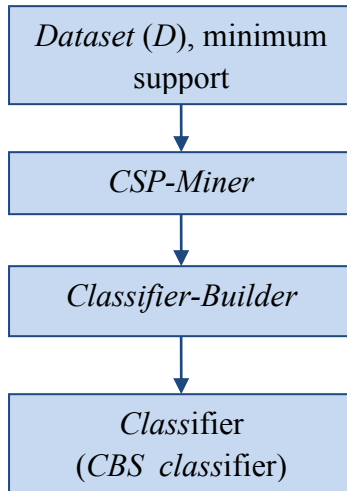 Dataset (D), minimum
support
CSP-Miner
Classifier-Builder
Classifier
(CBS classifier)